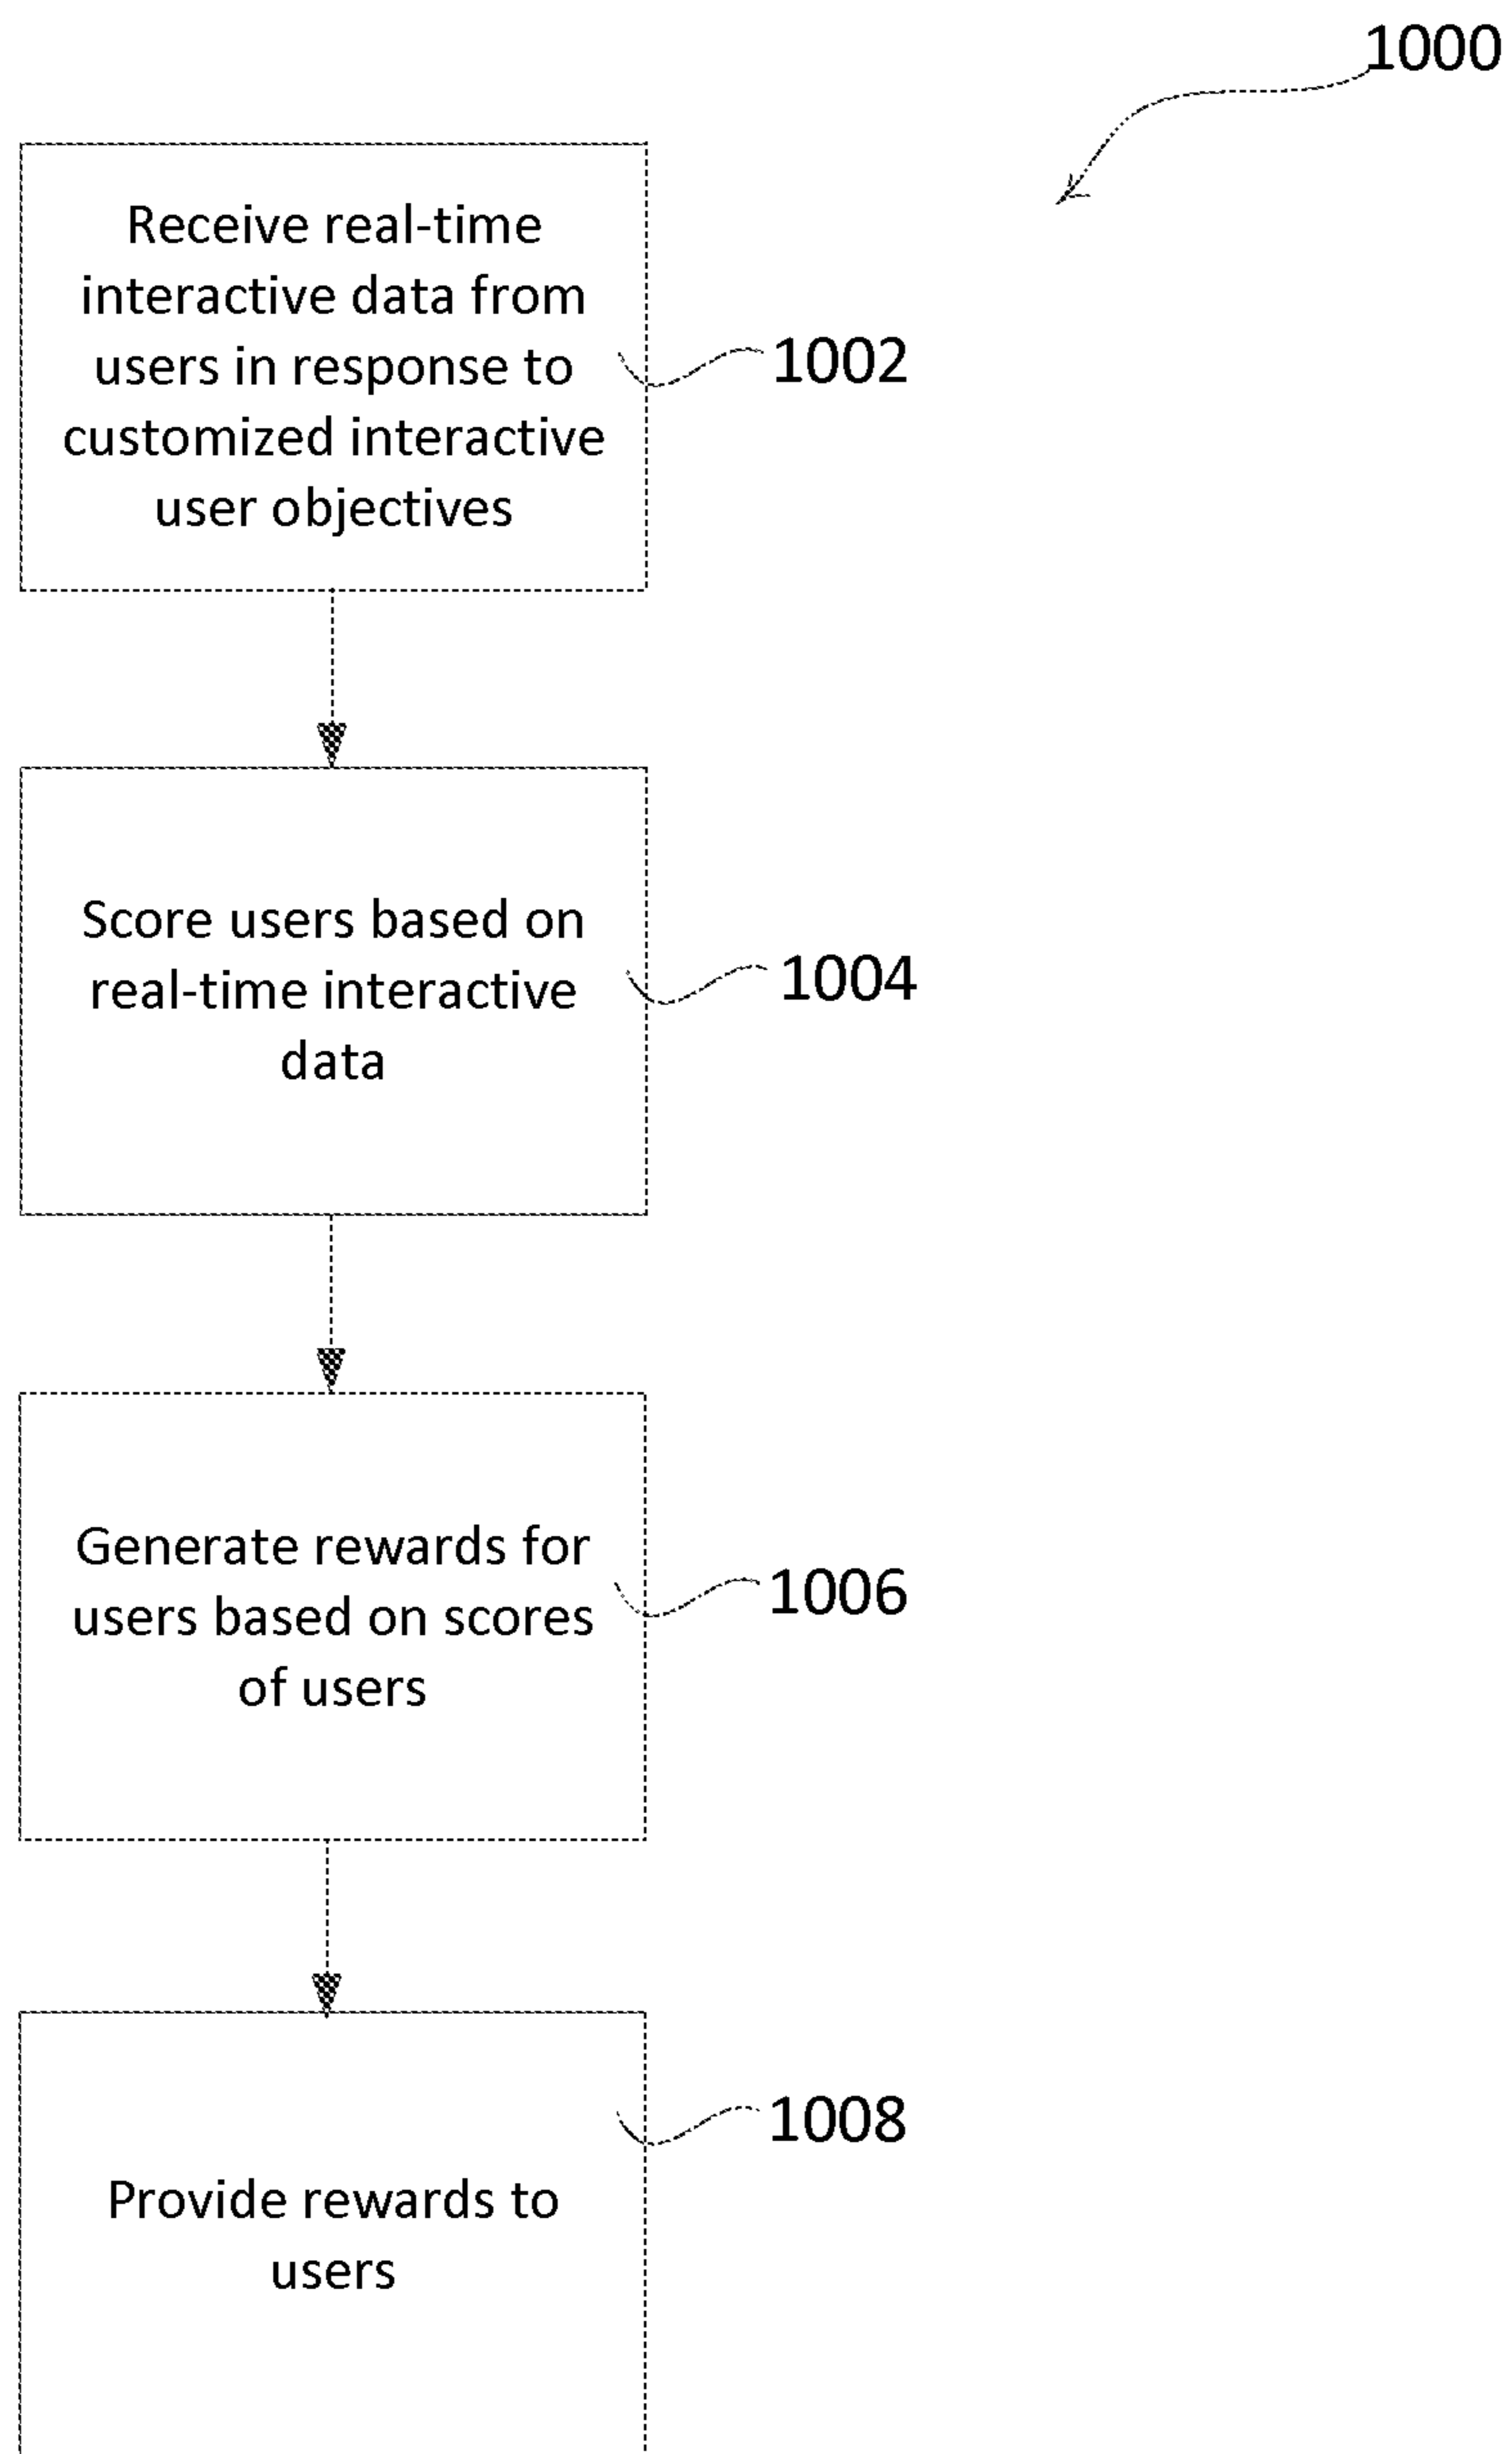 1000
Receive real-time
interactive data from
users in response to
customized interactive
user objectives
1002
Score users based on
real-time interactive
data
1004
Generate rewards for
users based on scores
of users
1006
Provide rewards to
users
1008